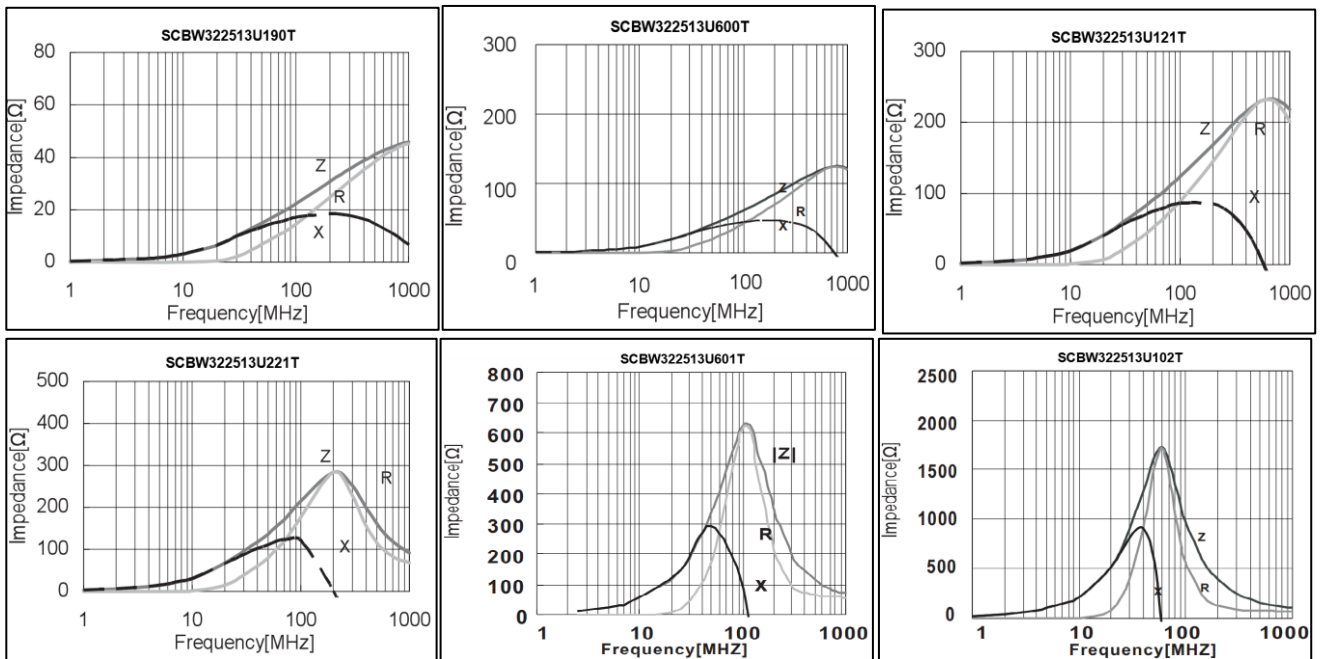 SCBW322513U190T
80
60
40
20
0
Impedance[Ω]
Z
R
X
1 10 100 1000
Frequency[MHz]
SCBW322513U600T
300
200
100
0
Impedance[Ω]
Z
R
X
1 10 100 1000
Frequency[MHz]
SCBW322513U121T
300
200
100
0
Impedance[Ω]
Z
R
X
1 10 100 1000
Frequency[MHz]
SCBW322513U221T
500
400
300
200
100
0
Impedance[Ω]
Z
R
X
1 10 100 1000
Frequency[MHz]
SCBW322513U601T
800
700
600
500
400
300
200
100
0
Impedance[Ω]
|Z|
R
X
1 10 100 1000
Frequency[MHZ]
SCBW322513U102T
2500
2000
1500
1000
500
0
Impedance[Ω]
Z
R
X
1 10 100 1000
Frequency[MHZ]